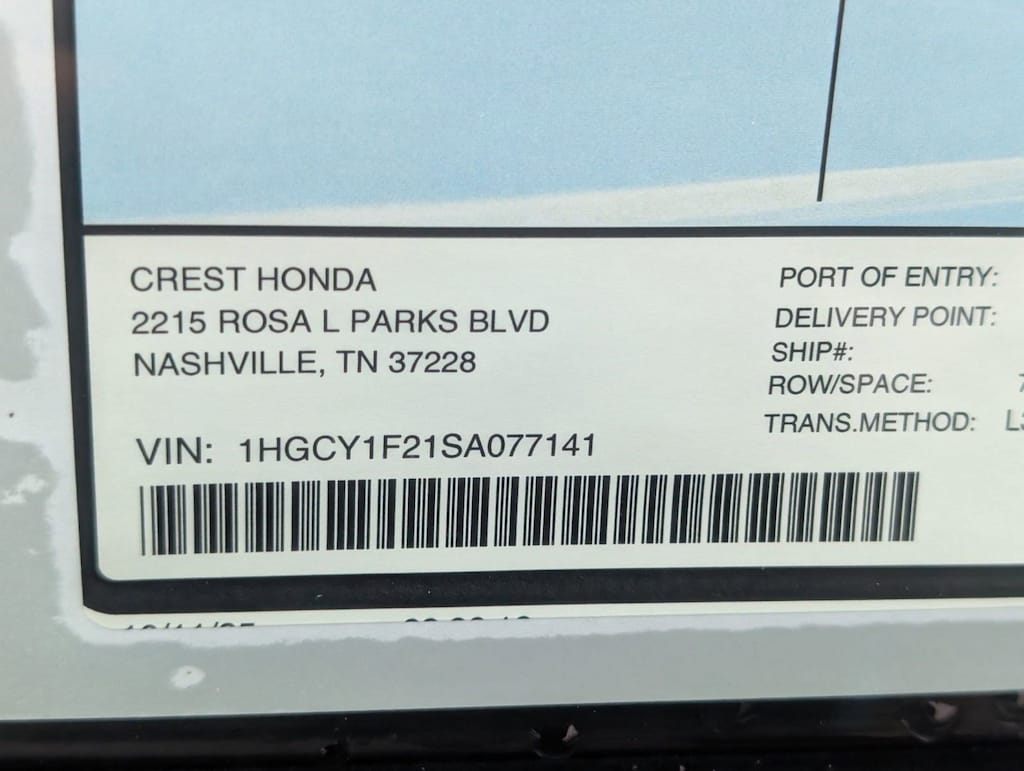 CREST HONDA
2215 ROSA L PARKS BLVD
NASHVILLE, TN 37228
VIN: 1HGCY1F21SA077141
PORT OF ENTRY:
DELIVERY POINT:
SHIP#:
ROW/SPACE:
TRANS.METHOD: